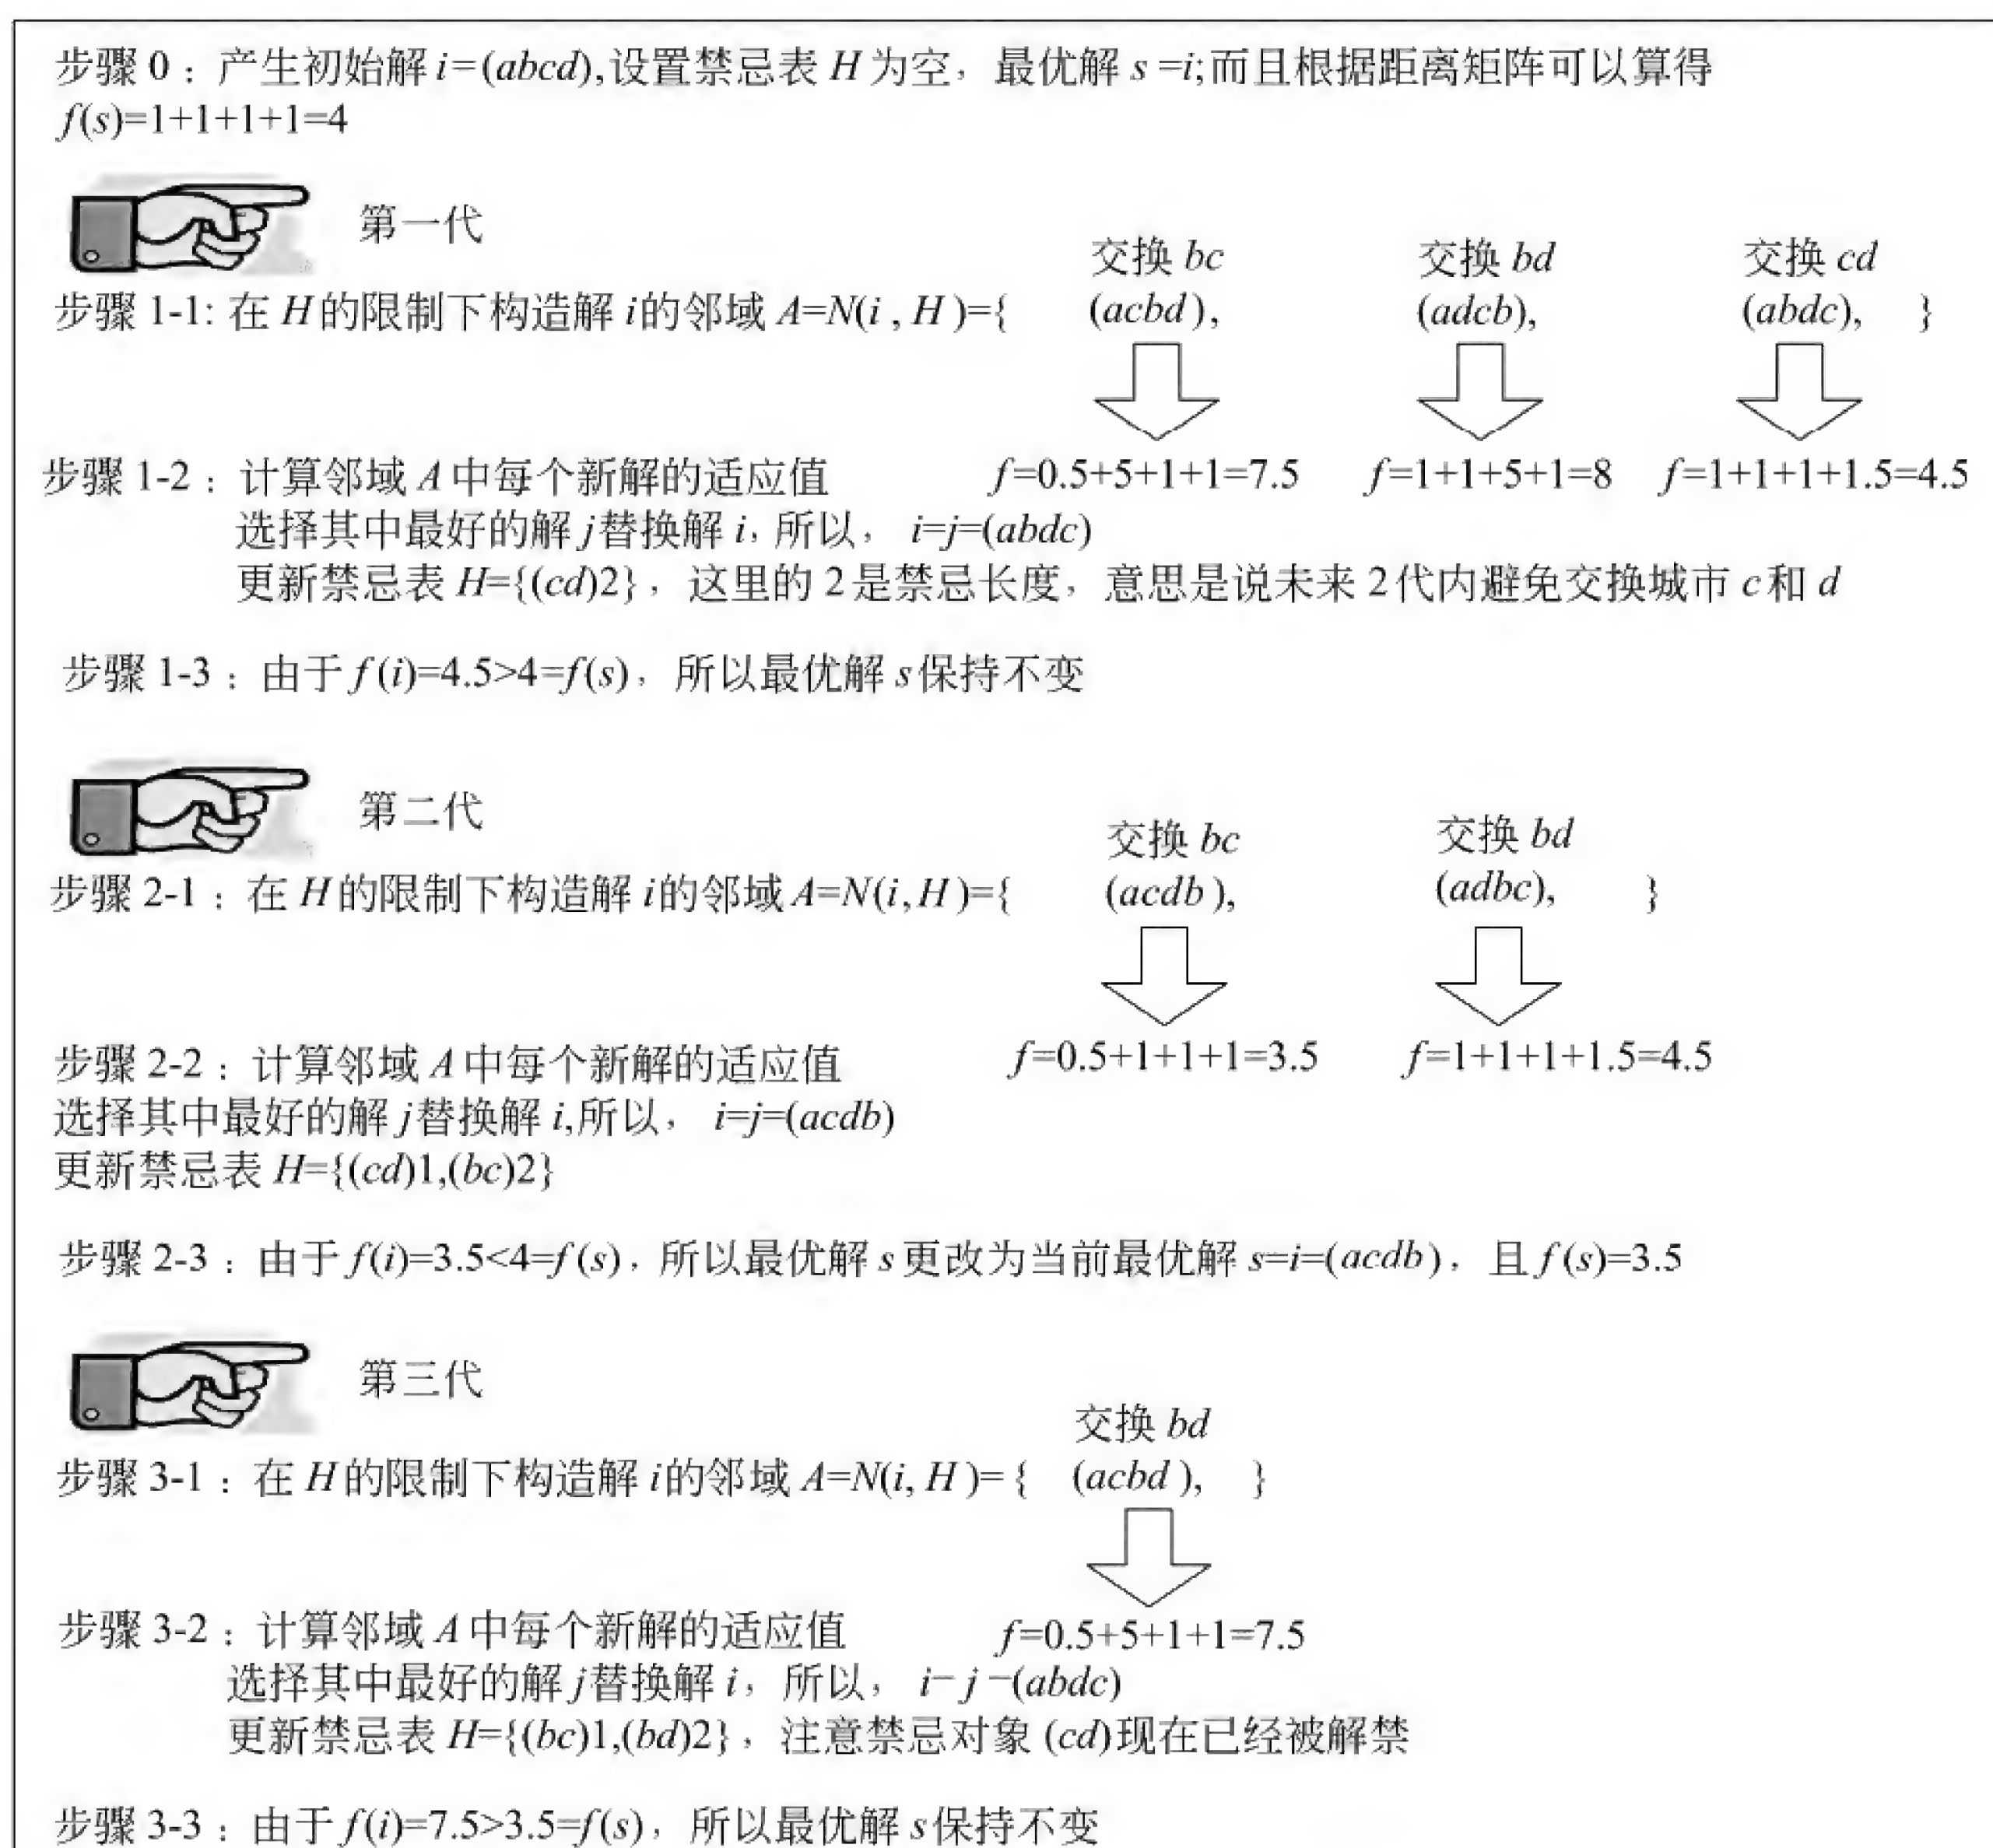 步骤 0：产生初始解 i=(abcd),设置禁忌表 H 为空，最优解 s =i;而且根据距离矩阵可以算得
f(s)=1+1+1+1=4
第一代
交换 bc 交换 bd 交换 cd
步骤 1-1: 在 H 的限制下构造解 i 的邻域 A=N(i , H )={ (acbd ), (adcb), (abdc), }
步骤 1-2：计算邻域 A 中每个新解的适应值 f=0.5+5+1+1=7.5 f=1+1+5+1=8 f=1+1+1+1.5=4.5
选择其中最好的解 j 替换解 i, 所以， i=j=(abdc)
更新禁忌表 H={(cd)2}，这里的 2 是禁忌长度，意思是说未来 2 代内避免交换城市 c 和 d
步骤 1-3：由于 f (i)=4.5>4=f(s)，所以最优解 s 保持不变
第二代
交换 bc 交换 bd
步骤 2-1：在 H 的限制下构造解 i 的邻域 A=N(i,H )={ (acdb ), (adbc), }
步骤 2-2：计算邻域 A 中每个新解的适应值 f=0.5+1+1+1=3.5 f=1+1+1+1.5=4.5
选择其中最好的解 j 替换解 i,所以， i=j=(acdb)
更新禁忌表 H={(cd)1,(bc)2}
步骤 2-3：由于 f(i)=3.5<4=f (s)，所以最优解 s 更改为当前最优解 s=i=(acdb)，且 f (s)=3.5
第三代
交换 bd
步骤 3-1：在 H 的限制下构造解 i 的邻域 A=N(i, H )={ (acbd ), }
步骤 3-2：计算邻域 A 中每个新解的适应值 f=0.5+5+1+1=7.5
选择其中最好的解 j 替换解 i，所以， i=j=(abdc)
更新禁忌表 H={(bc)1,(bd)2}，注意禁忌对象 (cd)现在已经被解禁
步骤 3-3：由于 f(i)=7.5>3.5=f(s)，所以最优解 s 保持不变